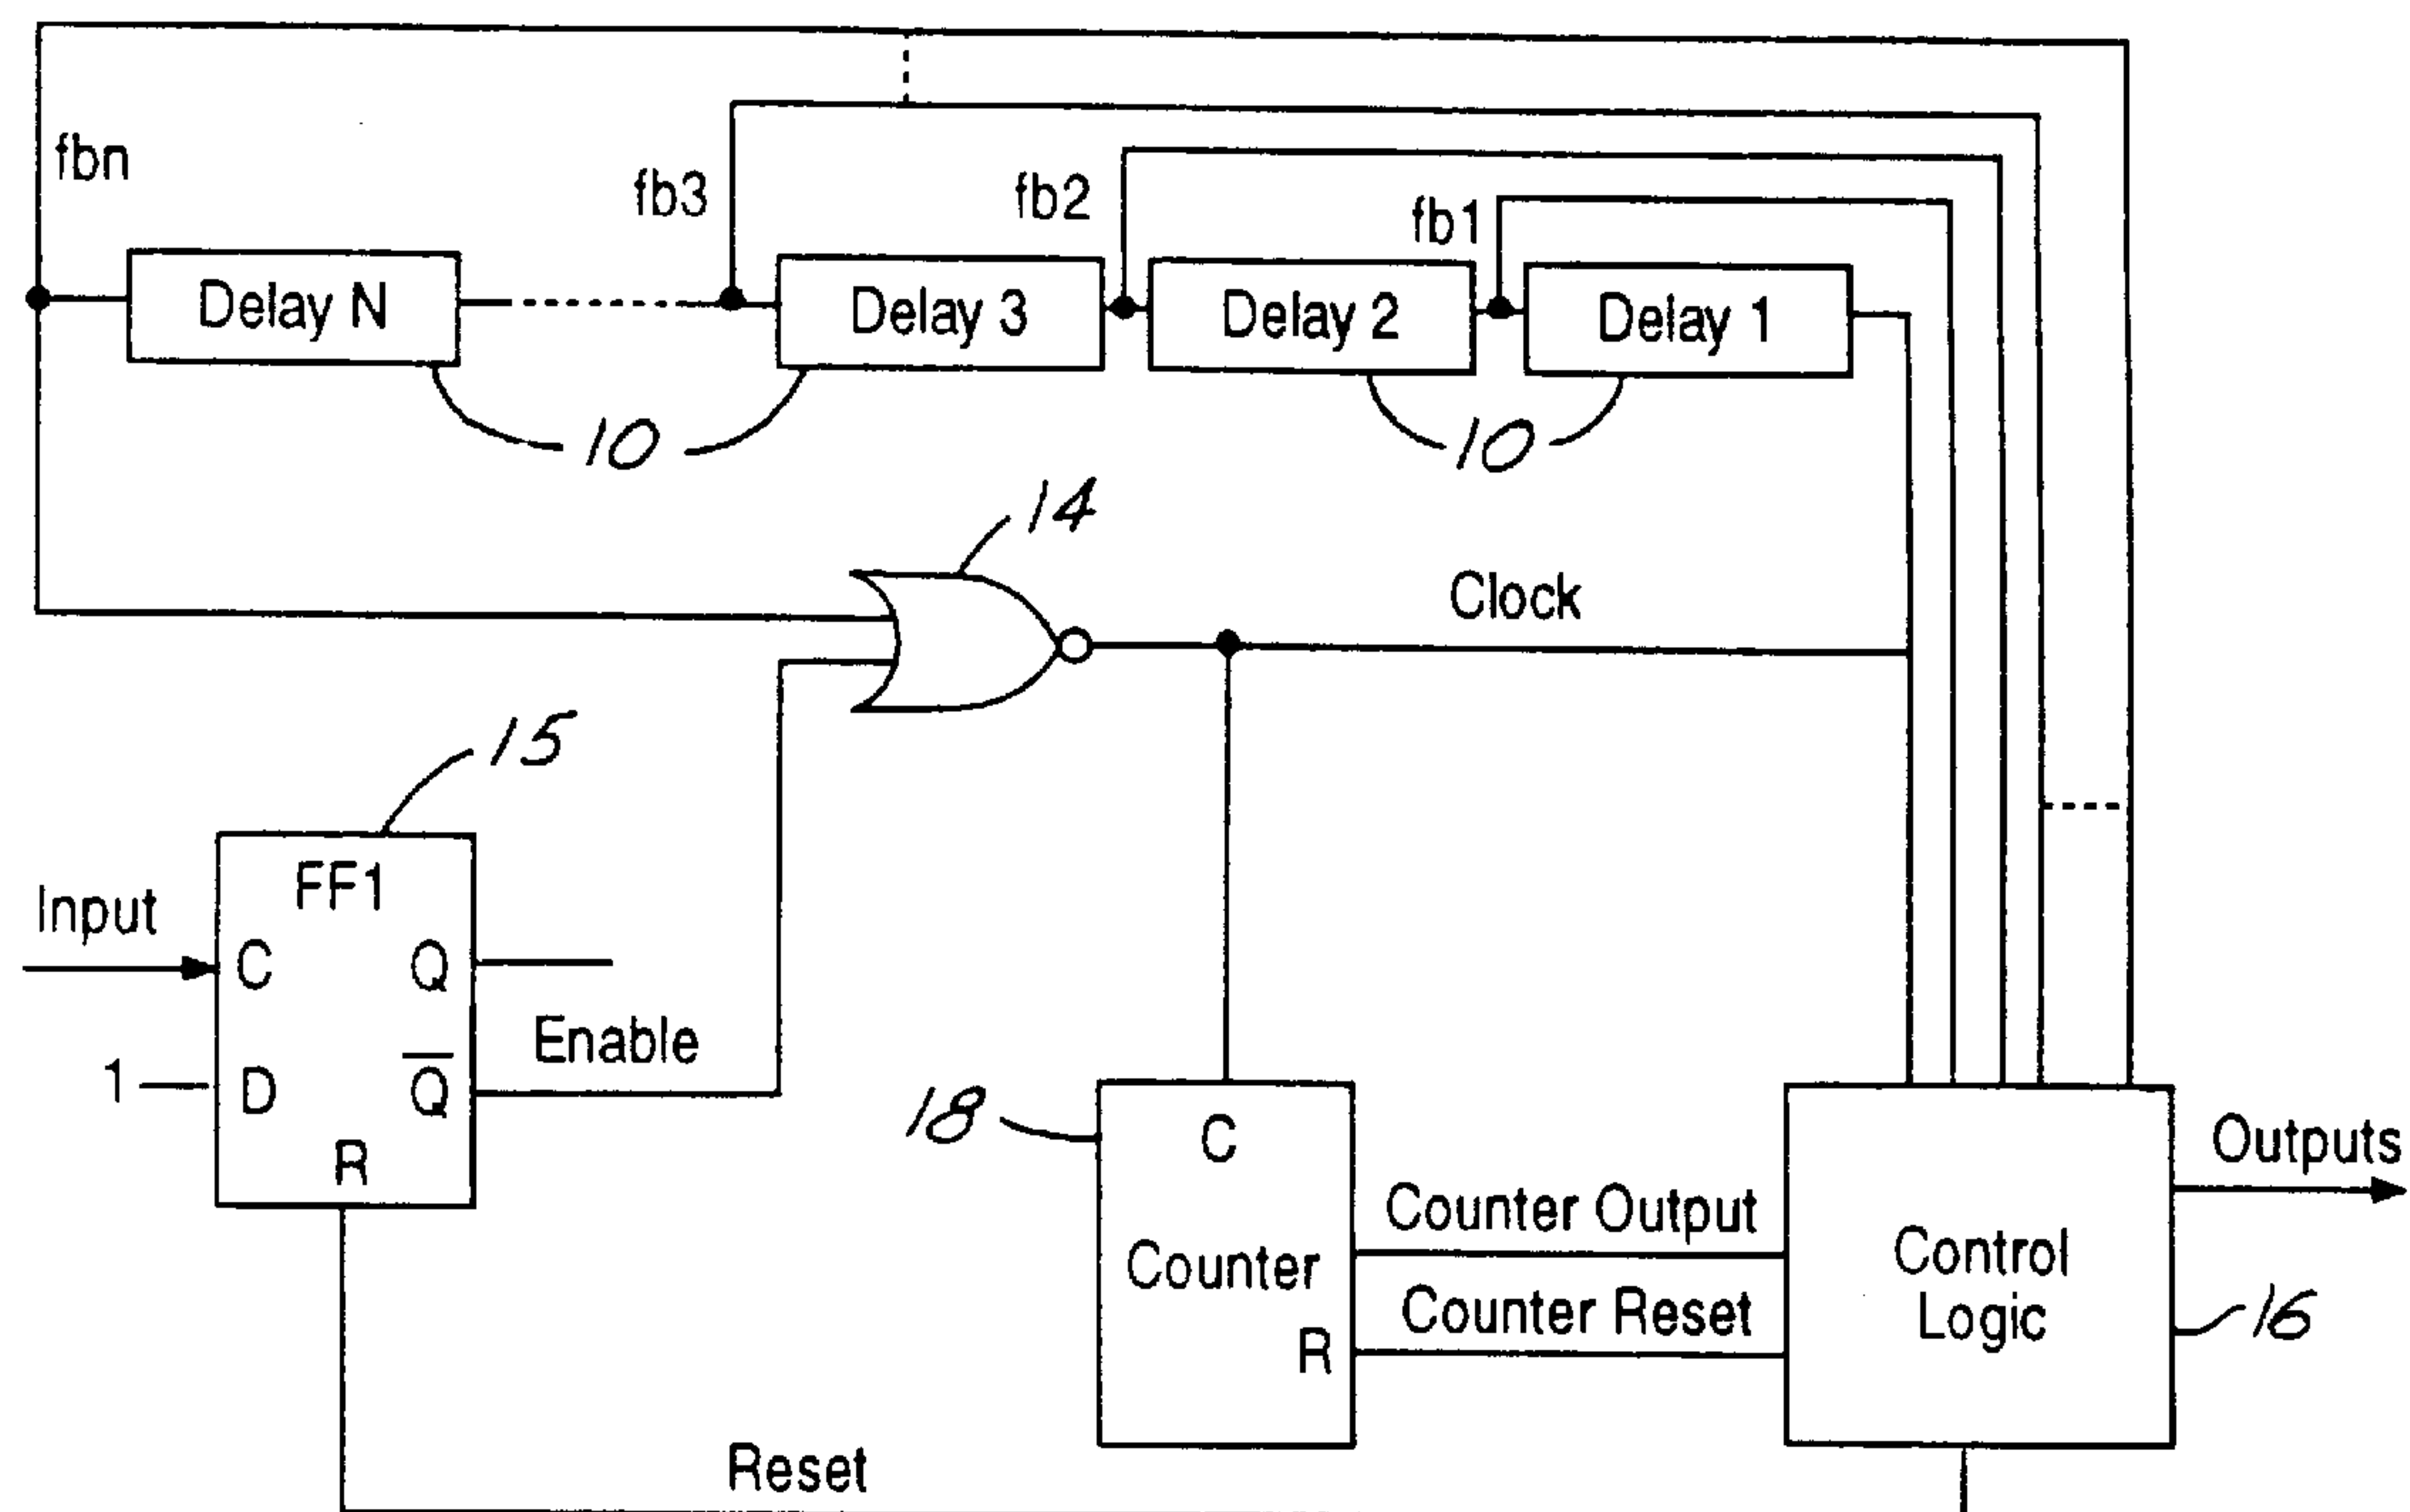 fbn
fb3
fb2
fb1
Delay N
Delay 3
Delay 2
Delay 1
10
10
14
Clock
15
FF1
Input
C
Q
Enable
1
D
Q̅
R
18
C
Counter
R
Counter Output
Counter Reset
Control
Logic
Outputs
16
Reset